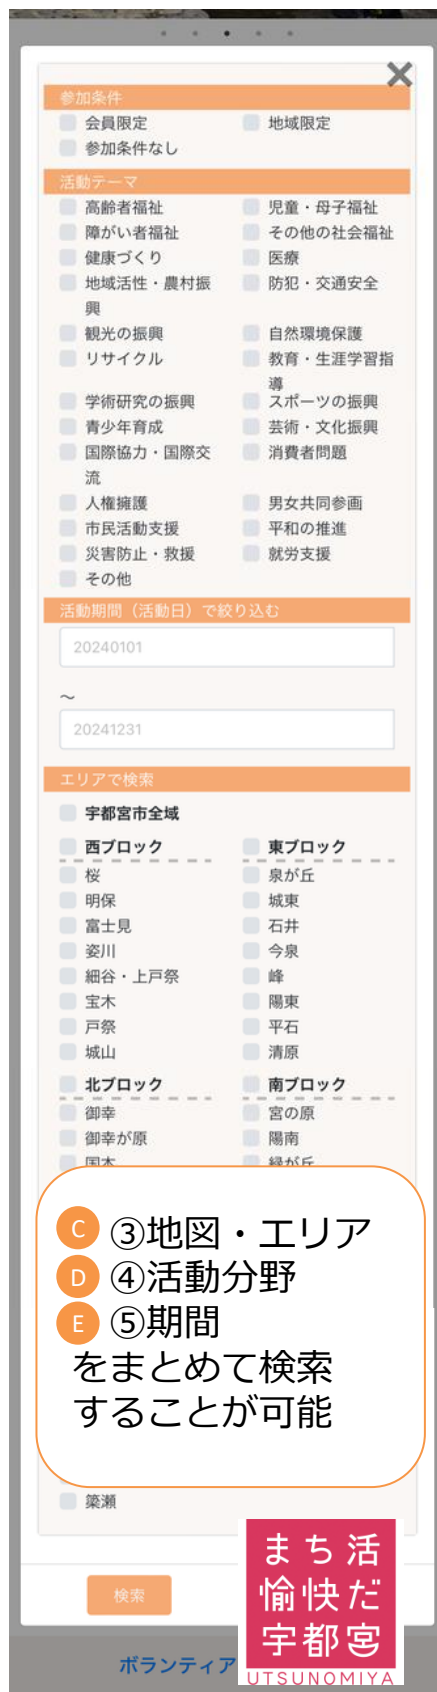 参加条件
会員限定 地域限定
参加条件なし
活動テーマ
高齢者福祉 児童・母子福祉
障がい者福祉 その他の社会福祉
健康づくり 医療
地域活性・農村振 防犯・交通安全
興
観光の振興 自然環境保護
リサイクル 教育・生涯学習指
導
学術研究の振興 スポーツの振興
青少年育成 芸術・文化振興
国際協力・国際交 消費者問題
流
人権擁護 男女共同参画
市民活動支援 平和の推進
災害防止・救援 就労支援
その他
活動期間（活動日）で絞り込む
20240101
～
20241231
エリアで検索
宇都宮市全域
西ブロック 東ブロック
桜 泉が丘
明保 城東
富士見 石井
姿川 今泉
細谷・上戸祭 峰
宝木 陽東
戸祭 平石
城山 清原
北ブロック 南ブロック
御幸 宮の原
御幸が原 陽南
国本 緑が丘
C ③地図・エリア
D ④活動分野
E ⑤期間
をまとめて検索
することが可能
簗瀬
検索
まち活
愉快だ
宇都宮
UTSUNOMIYA
ボランティア